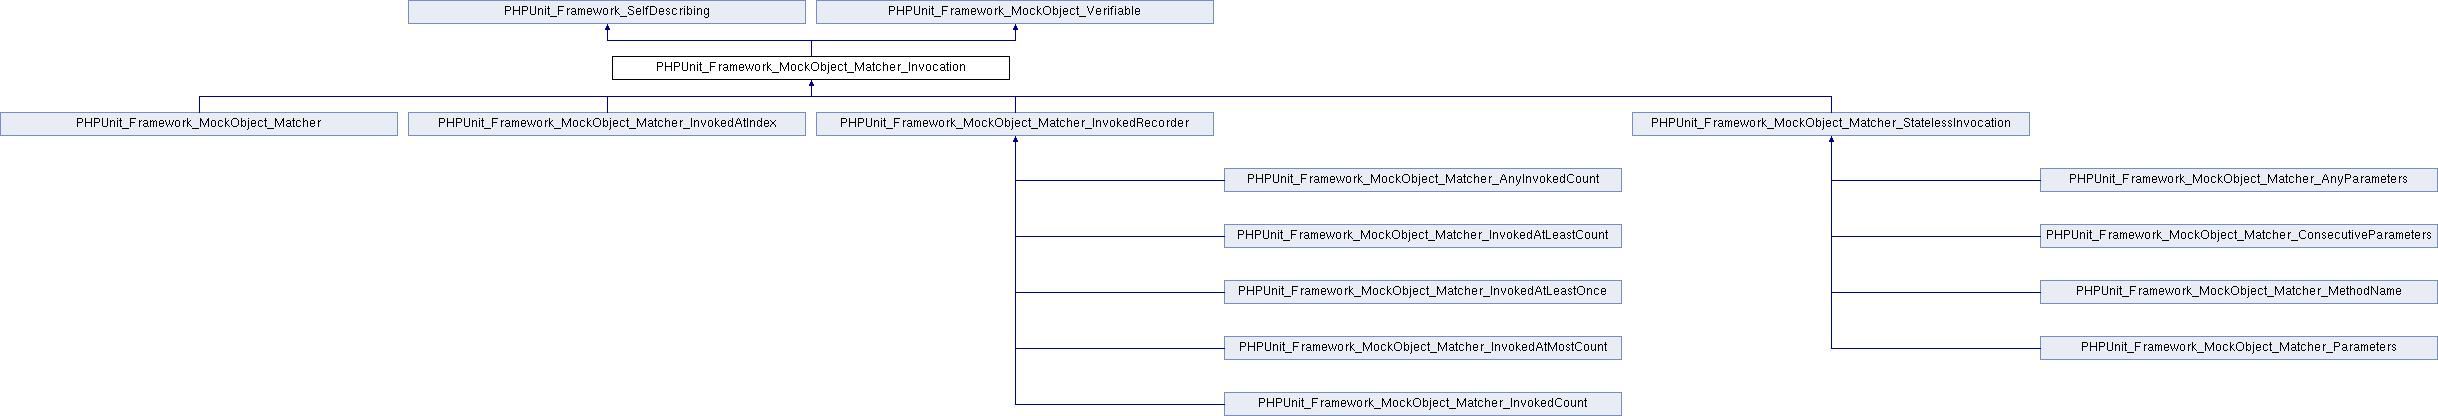 PHPUnit_Framework_SelfDescribing
PHPUnit_Framework_MockObject_Verifiable
PHPUnit_Framework_MockObject_Matcher_Invocation
PHPUnit_Framework_MockObject_Matcher
PHPUnit_Framework_MockObject_Matcher_InvokedAtIndex
PHPUnit_Framework_MockObject_Matcher_InvokedRecorder
PHPUnit_Framework_MockObject_Matcher_StatelessInvocation
PHPUnit_Framework_MockObject_Matcher_AnyInvokedCount
PHPUnit_Framework_MockObject_Matcher_AnyParameters
PHPUnit_Framework_MockObject_Matcher_InvokedAtLeastCount
PHPUnit_Framework_MockObject_Matcher_ConsecutiveParameters
PHPUnit_Framework_MockObject_Matcher_InvokedAtLeastOnce
PHPUnit_Framework_MockObject_Matcher_MethodName
PHPUnit_Framework_MockObject_Matcher_InvokedAtMostCount
PHPUnit_Framework_MockObject_Matcher_Parameters
PHPUnit_Framework_MockObject_Matcher_InvokedCount